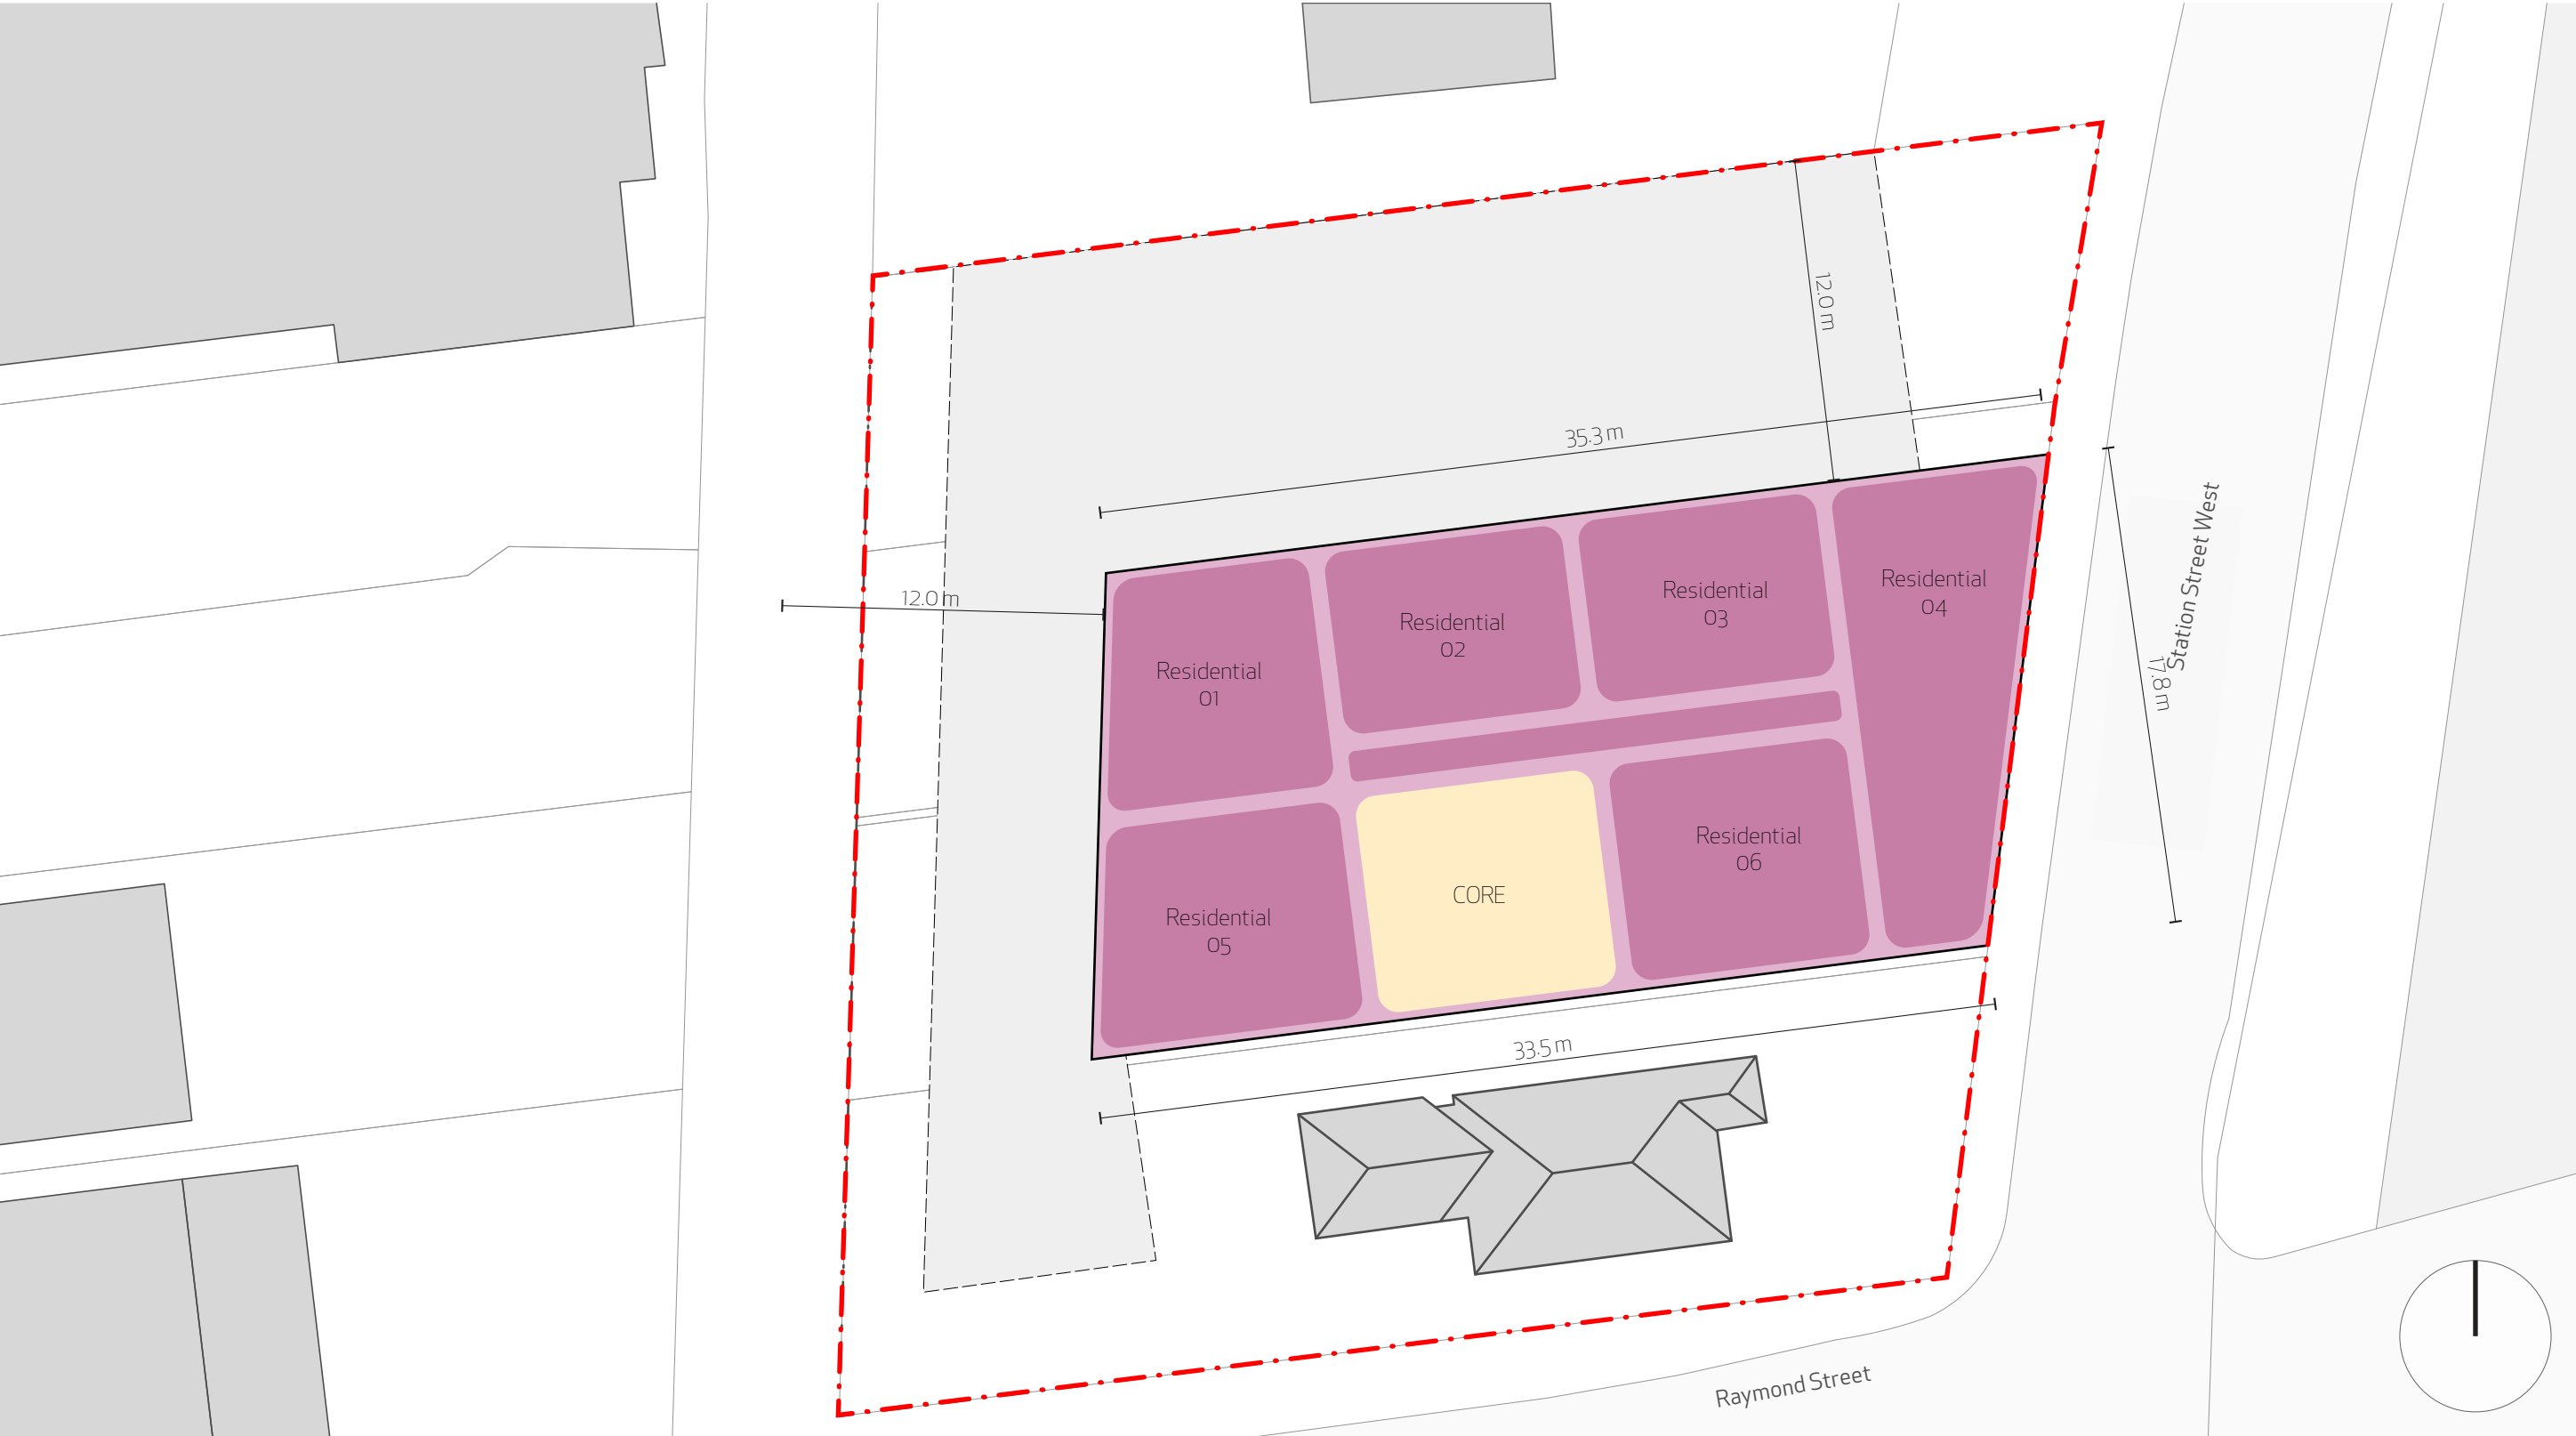 12.0 m
35.3 m
12.0 m
Residential
01
Residential
02
Residential
03
Residential
04
Station Street West
17.8 m
Residential
05
CORE
Residential
06
33.5 m
Raymond Street